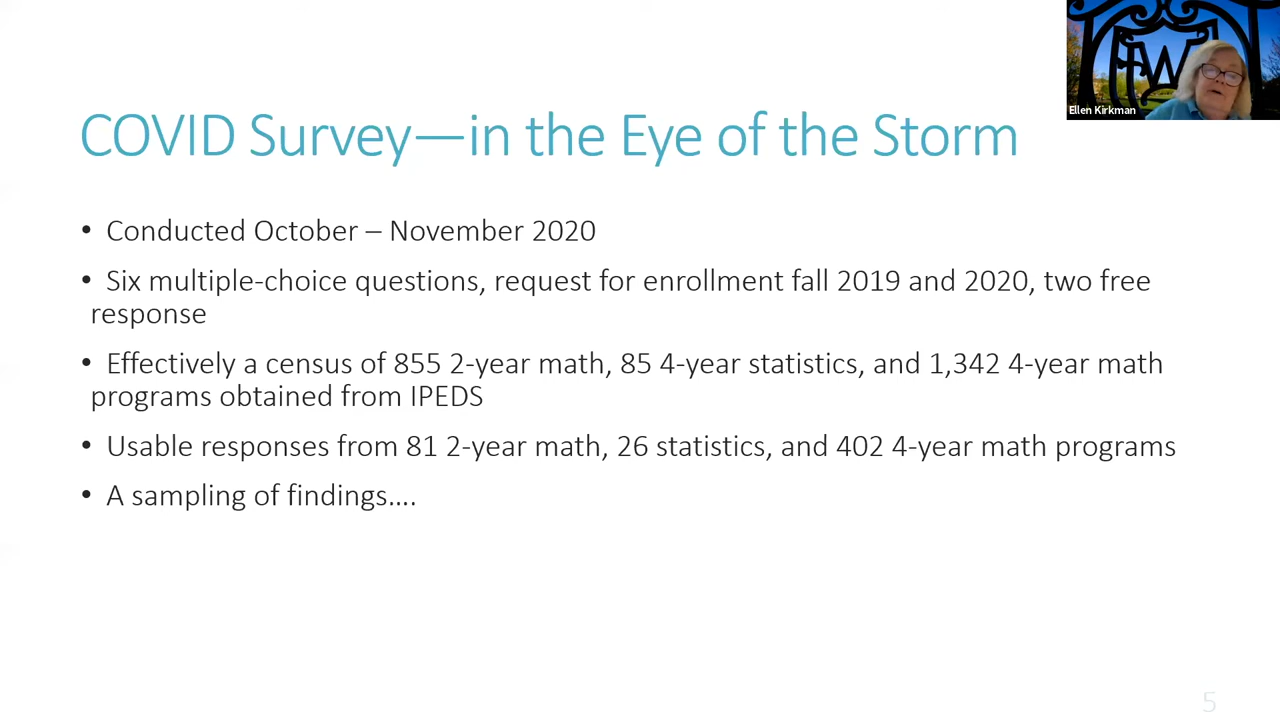 Ellen Kirkman
COVID Survey—in the Eye of the Storm
• Conducted October – November 2020
• Six multiple-choice questions, request for enrollment fall 2019 and 2020, two free
response
• Effectively a census of 855 2-year math, 85 4-year statistics, and 1,342 4-year math
programs obtained from IPEDS
• Usable responses from 81 2-year math, 26 statistics, and 402 4-year math programs
• A sampling of findings....
5